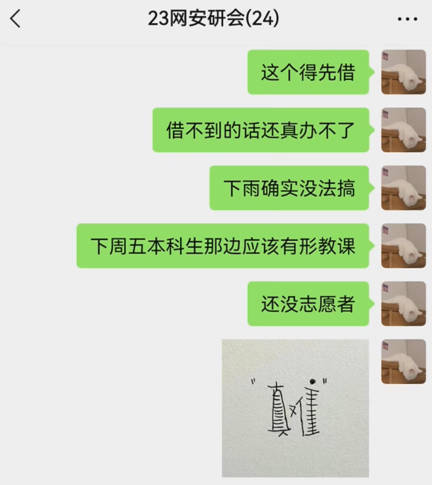 23网安研会(24)
这个得先借
借不到的话还真办不了
下雨确实没法搞
下周五本科生那边应该有形教课
还没志愿者
"真难"